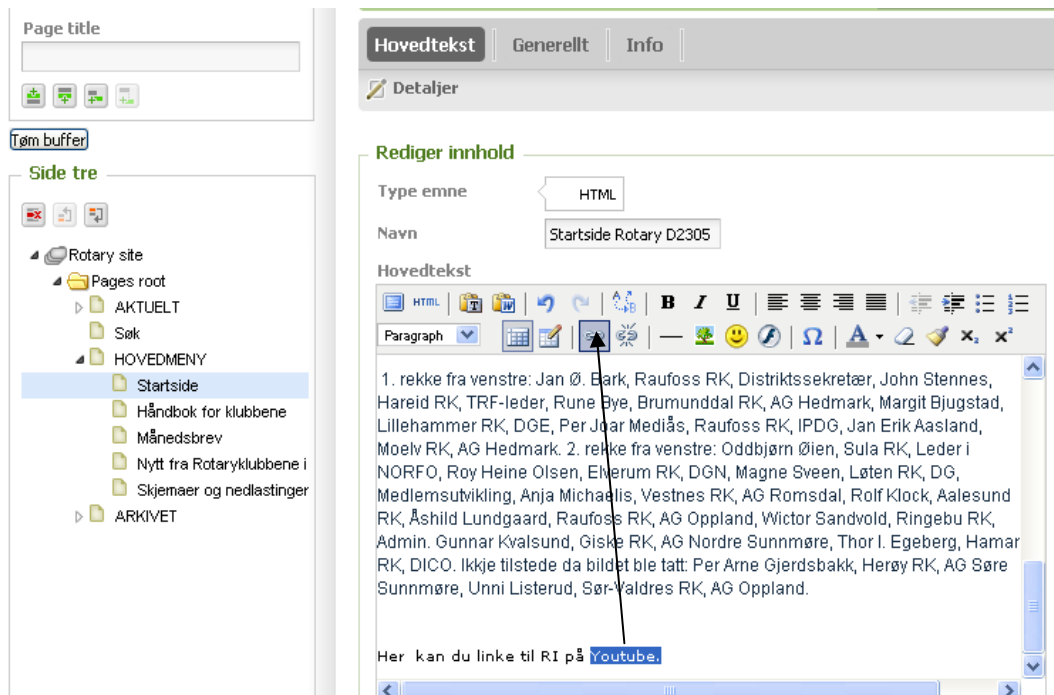 Page title
Tøm buffer
Side tre
Rotary site
Pages root
AKTUELT
Søk
HOVEDMENY
Startside
Håndbok for klubbene
Månedsbrev
Nytt fra Rotaryklubbene i
Skjemaer og nedlastinger
ARKIVET
Hovedtekst Generellt Info
Detaljer
Rediger innhold
Type emne HTML
Navn Startside Rotary D2305
Hovedtekst
HTML T W A B B I U
Paragraph Ω A x₂ x²
1. rekke fra venstre: Jan Ø. Bark, Raufoss RK, Distriktssekretær, John Stennes,
Hareid RK, TRF-leder, Rune Bye, Brumunddal RK, AG Hedmark, Margit Bjugstad,
Lillehammer RK, DGE, Per Joar Mediås, Raufoss RK, IPDG, Jan Erik Aasland,
Moelv RK, AG Hedmark. 2. rekke fra venstre: Oddbjørn Øien, Sula RK, Leder i
NORFO, Roy Heine Olsen, Elverum RK, DGN, Magne Sveen, Løten RK, DG,
Medlemsutvikling, Anja Michaelis, Vestnes RK, AG Romsdal, Rolf Klock, Aalesund
RK, Åshild Lundgaard, Raufoss RK, AG Oppland, Wictor Sandvold, Ringebu RK,
Admin. Gunnar Kvalsund, Giske RK, AG Nordre Sunnmøre, Thor I. Egeberg, Hamar
RK, DICO. Ikkje tilstede da bildet ble tatt: Per Arne Gjerdsbakk, Herøy RK, AG Søre
Sunnmøre, Unni Listerud, Sør-Valdres RK, AG Oppland.
Her kan du linke til RI på Youtube.